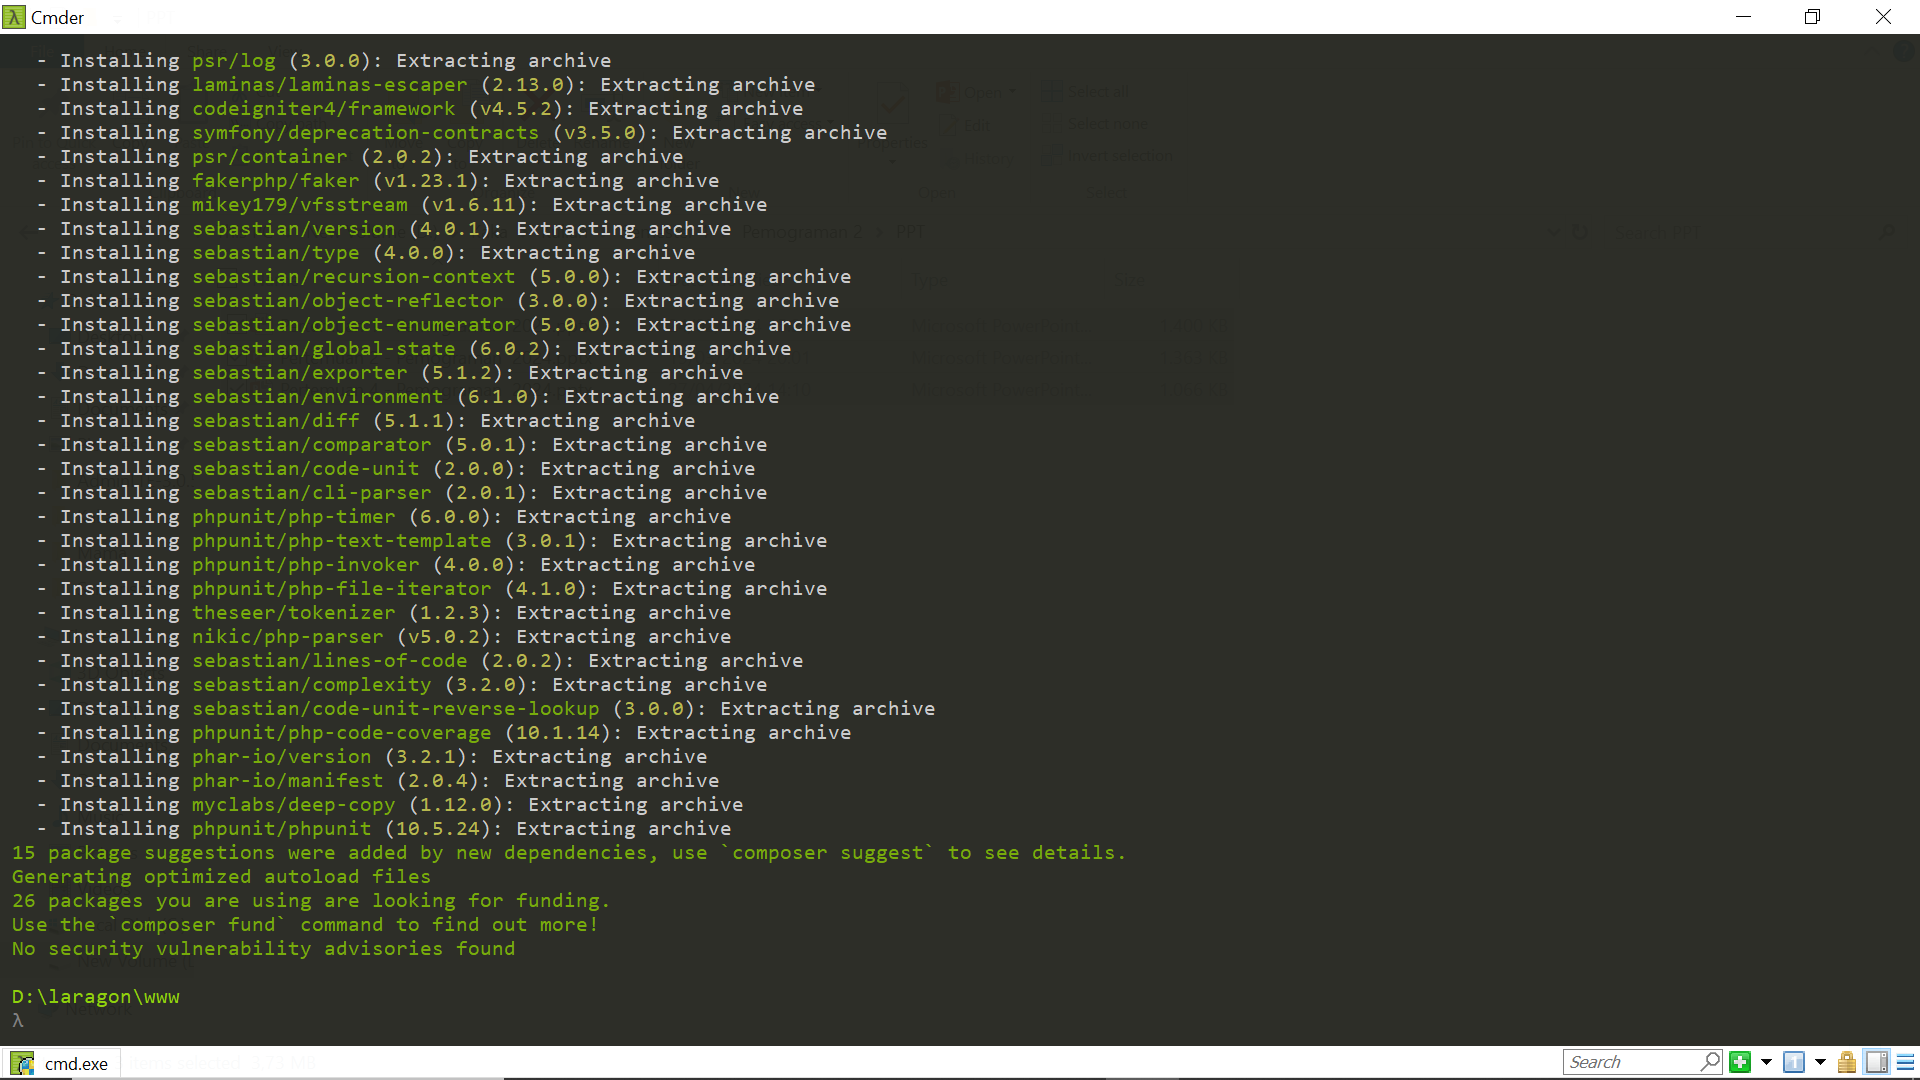 Cmder
- Installing psr/log (3.0.0): Extracting archive
- Installing laminas/laminas-escaper (2.13.0): Extracting archive
- Installing codeigniter4/framework (v4.5.2): Extracting archive
- Installing symfony/deprecation-contracts (v3.5.0): Extracting archive
- Installing psr/container (2.0.2): Extracting archive
- Installing fakerphp/faker (v1.23.1): Extracting archive
- Installing mikey179/vfsstream (v1.6.11): Extracting archive
- Installing sebastian/version (4.0.1): Extracting archive
- Installing sebastian/type (4.0.0): Extracting archive
- Installing sebastian/recursion-context (5.0.0): Extracting archive
- Installing sebastian/object-reflector (3.0.0): Extracting archive
- Installing sebastian/object-enumerator (5.0.0): Extracting archive
- Installing sebastian/global-state (6.0.2): Extracting archive
- Installing sebastian/exporter (5.1.2): Extracting archive
- Installing sebastian/environment (6.1.0): Extracting archive
- Installing sebastian/diff (5.1.1): Extracting archive
- Installing sebastian/comparator (5.0.1): Extracting archive
- Installing sebastian/code-unit (2.0.0): Extracting archive
- Installing sebastian/cli-parser (2.0.1): Extracting archive
- Installing phpunit/php-timer (6.0.0): Extracting archive
- Installing phpunit/php-text-template (3.0.1): Extracting archive
- Installing phpunit/php-invoker (4.0.0): Extracting archive
- Installing phpunit/php-file-iterator (4.1.0): Extracting archive
- Installing theseer/tokenizer (1.2.3): Extracting archive
- Installing nikic/php-parser (v5.0.2): Extracting archive
- Installing sebastian/lines-of-code (2.0.2): Extracting archive
- Installing sebastian/complexity (3.2.0): Extracting archive
- Installing sebastian/code-unit-reverse-lookup (3.0.0): Extracting archive
- Installing phpunit/php-code-coverage (10.1.14): Extracting archive
- Installing phar-io/version (3.2.1): Extracting archive
- Installing phar-io/manifest (2.0.4): Extracting archive
- Installing myclabs/deep-copy (1.12.0): Extracting archive
- Installing phpunit/phpunit (10.5.24): Extracting archive
15 package suggestions were added by new dependencies, use `composer suggest` to see details.
Generating optimized autoload files
26 packages you are using are looking for funding.
Use the `composer fund` command to find out more!
No security vulnerability advisories found
D:\laragon\www
λ
cmd.exe
Search